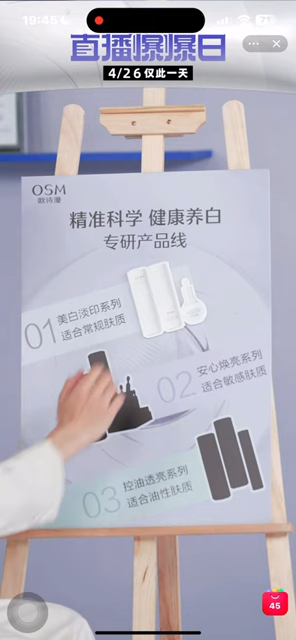 19:45
直播爆爆日
4/26仅此一天
OSM
欧诗漫
精准科学 健康养白
专研产品线
01
美白淡印系列
适合常规肤质
02
安心焕亮系列
适合敏感肤质
03
控油透亮系列
适合油性肤质
45